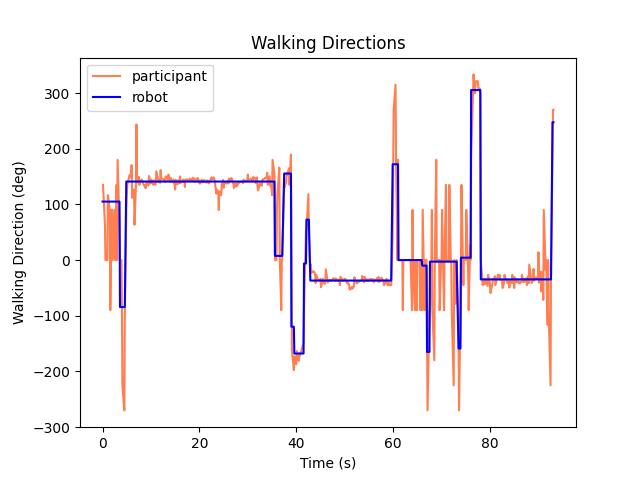 Walking Directions
participant
robot
Walking Direction (deg)
300
200
100
0
−100
−200
−300
0
20
40
60
80
Time (s)